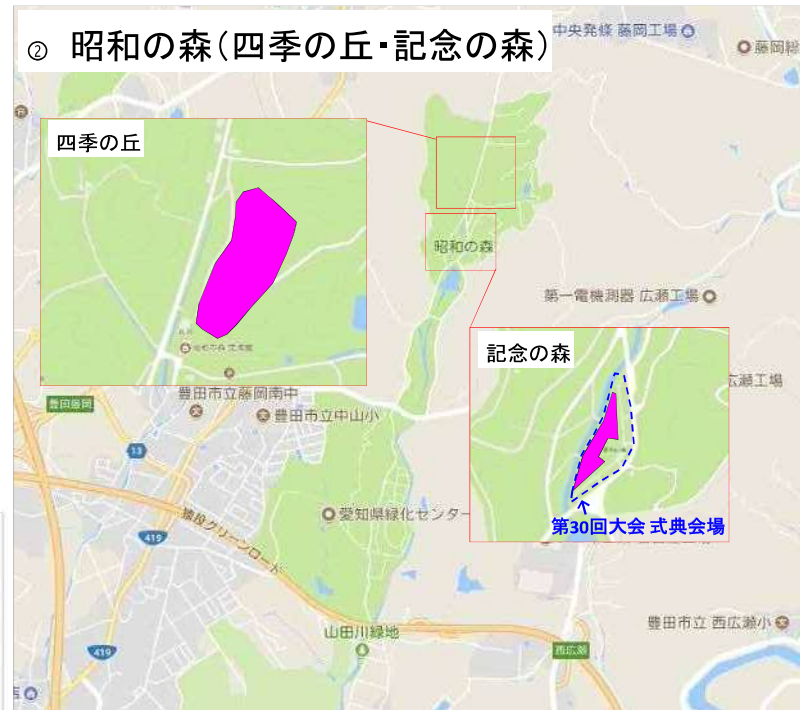 ② 昭和の森(四季の丘・記念の森)
中央発條 藤岡工場
藤岡総
四季の丘
昭和の森
第一電機測器 広瀬工場
記念の森
広瀬工場
豊田市立藤岡南中
豊田藤岡
豊田市立中山小
13
愛知県緑化センター
第30回大会 式典会場
419
猿投グリーンロード
山田川緑地
豊田市立 西広瀬小
419
西広瀬